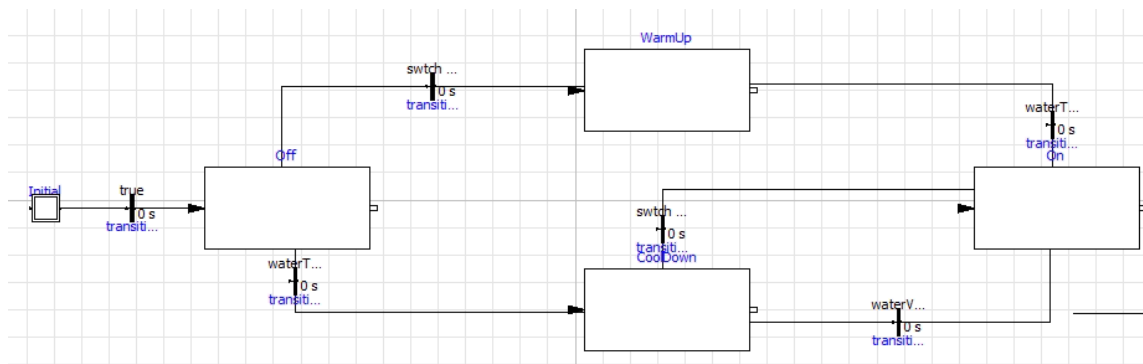 WarmUp
swtch ...
0 s
transiti...
waterT...
0 s
transiti...
Off
On
Initial
true
0 s
transiti...
swtch ...
0 s
transiti...
CoolDown
waterT...
0 s
transiti...
waterV...
0 s
transiti...